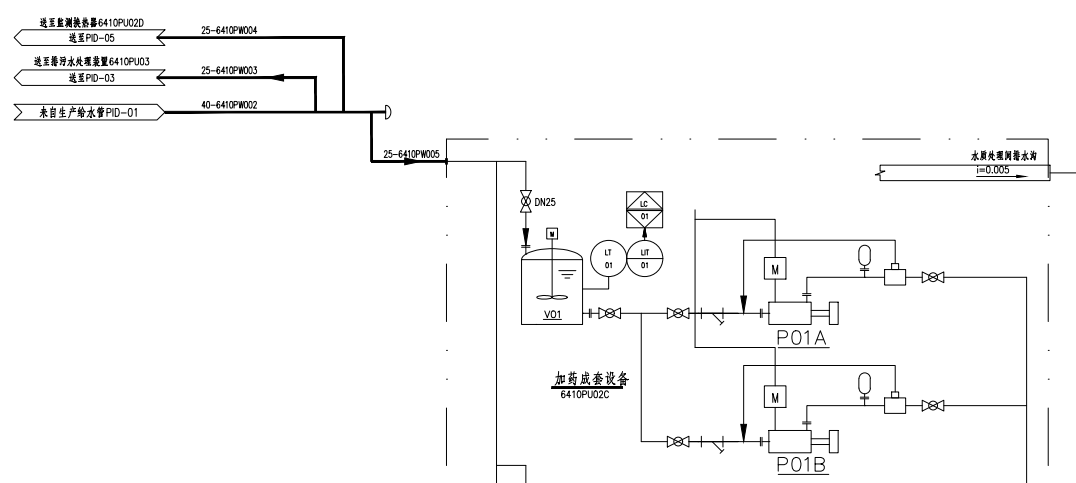 送至监测换热器6410PU02D
送至PID-05
25-6410PW004
送至排污水处理装置6410PU03
送至PID-03
25-6410PW003
来自生产给水管PID-01
40-6410PW002
25-6410PW005
水质处理间排水沟
i=0.005
DN25
LC
01
M
LT
01
LIT
01
V01
M
P01A
加药成套设备
6410PU02C
M
P01B